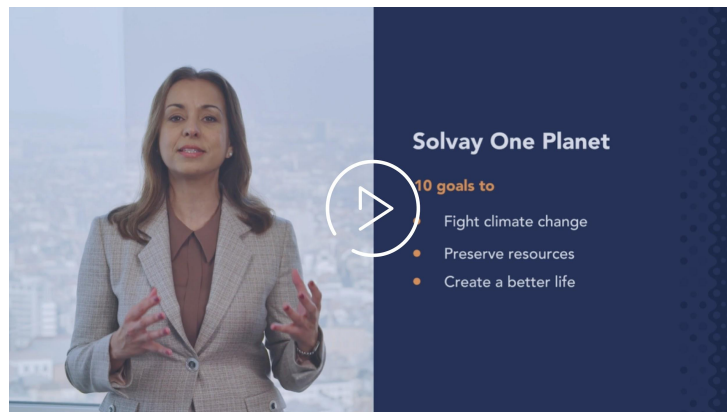 Solvay One Planet
10 goals to
Fight climate change
Preserve resources
Create a better life